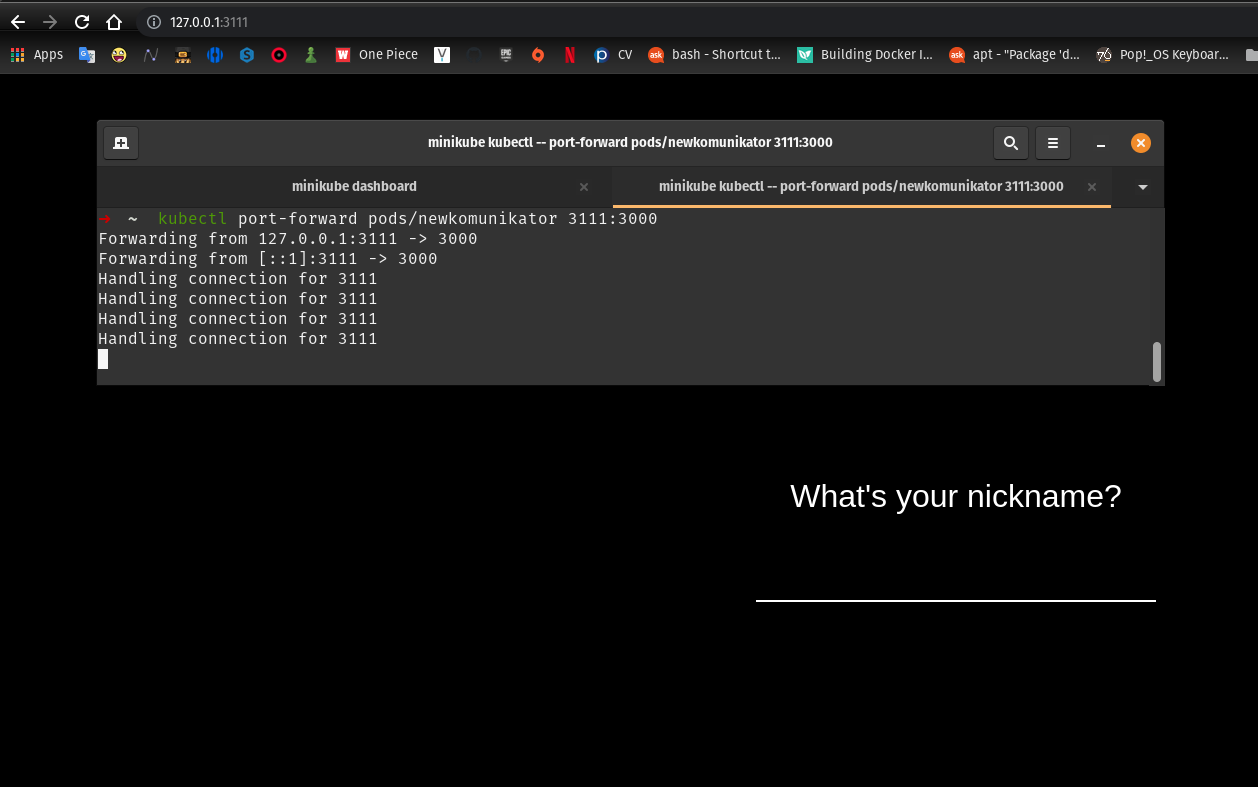 127.0.0.1:3111
Apps One Piece CV bash - Shortcut t... Building Docker I... apt - "Package 'd... Pop!_OS Keyboar...
minikube kubectl -- port-forward pods/newkomunikator 3111:3000
minikube dashboard minikube kubectl -- port-forward pods/newkomunikator 3111:3000
→ ~ kubectl port-forward pods/newkomunikator 3111:3000
Forwarding from 127.0.0.1:3111 -> 3000
Forwarding from [::1]:3111 -> 3000
Handling connection for 3111
Handling connection for 3111
Handling connection for 3111
Handling connection for 3111
What's your nickname?